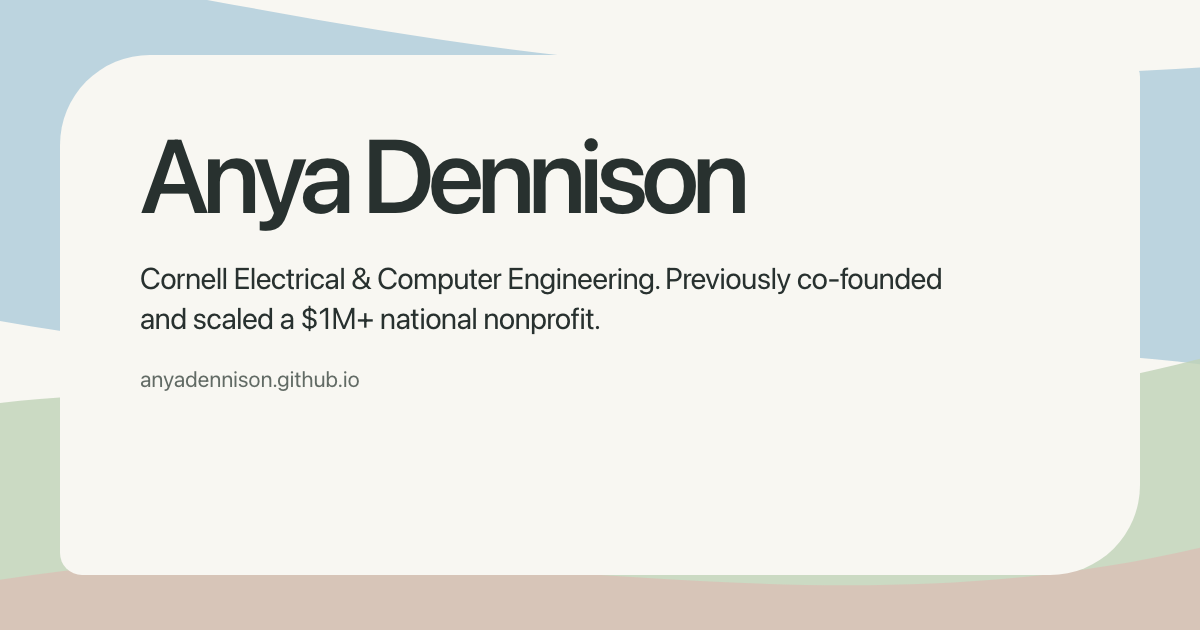 Anya Dennison
Cornell Electrical & Computer Engineering. Previously co-founded
and scaled a $1M+ national nonprofit.
anyadennison.github.io